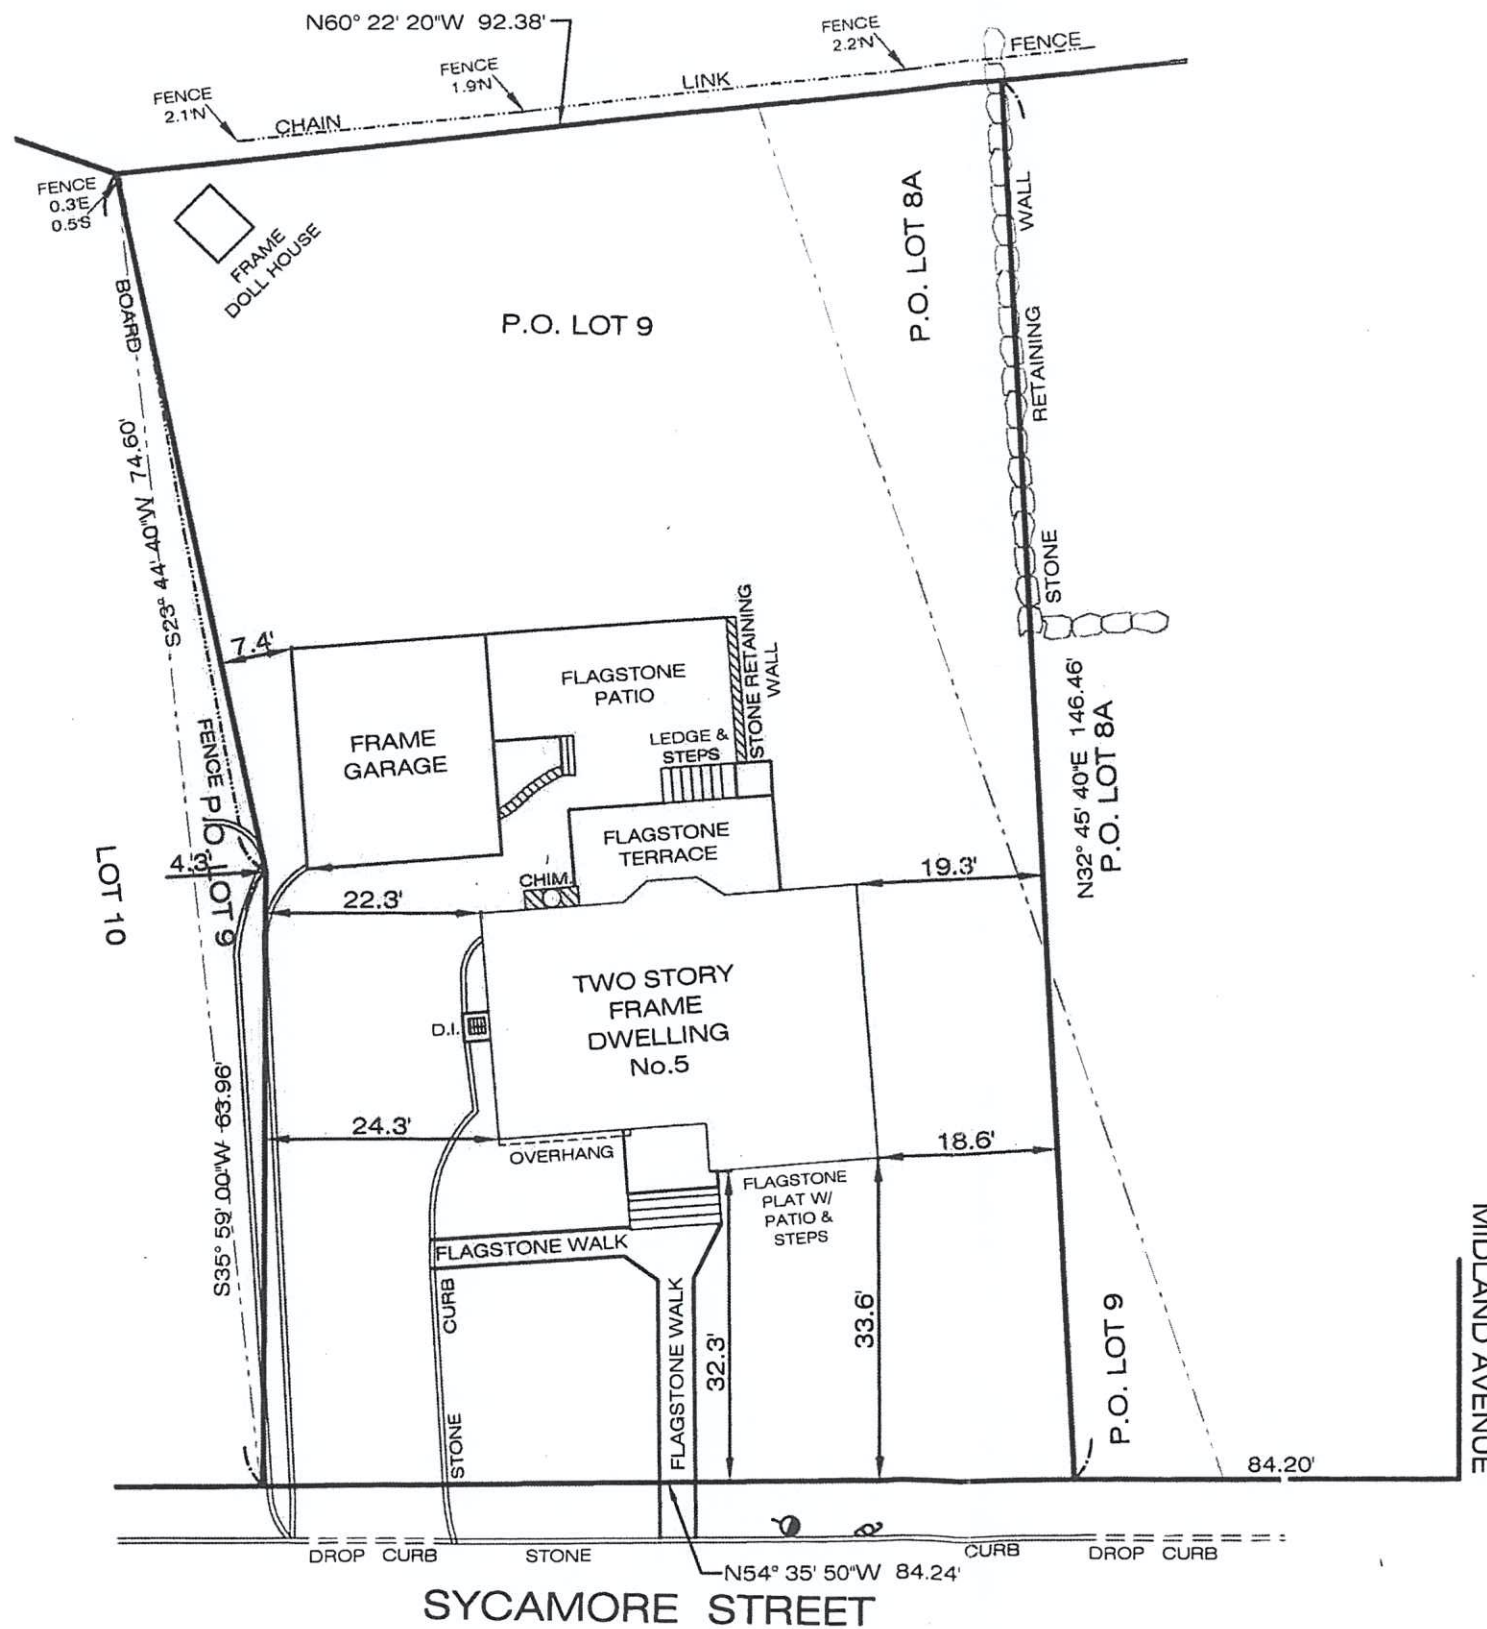 N60° 22' 20"W 92.38'
FENCE
2.2'N
FENCE
FENCE
1.9'N
LINK
FENCE
2.1'N
CHAIN
FENCE
0.3'E
0.5'S
FRAME
DOLL HOUSE
BOARD
P.O. LOT 9
P.O. LOT 8A
WALL
RETAINING
STONE
S23° 44' 40"W 74.60'
7.4'
FLAGSTONE
PATIO
STONE RETAINING
WALL
FRAME
GARAGE
LEDGE &
STEPS
N32° 45' 40"E 146.46'
P.O. LOT 8A
FENCE
P.O. LOT 9
LOT 10
4.3'
FLAGSTONE
TERRACE
CHIM.
19.3'
22.3'
TWO STORY
FRAME
DWELLING
No.5
D.I.
24.3'
OVERHANG
18.6'
S35° 59' 00"W 63.96'
FLAGSTONE
PLAT W/
PATIO &
STEPS
FLAGSTONE WALK
CURB
STONE
FLAGSTONE WALK
32.3'
33.6'
P.O. LOT 9
MIDLAND AVENUE
84.20'
DROP CURB
STONE
CURB
DROP CURB
N54° 35' 50"W 84.24'
SYCAMORE STREET